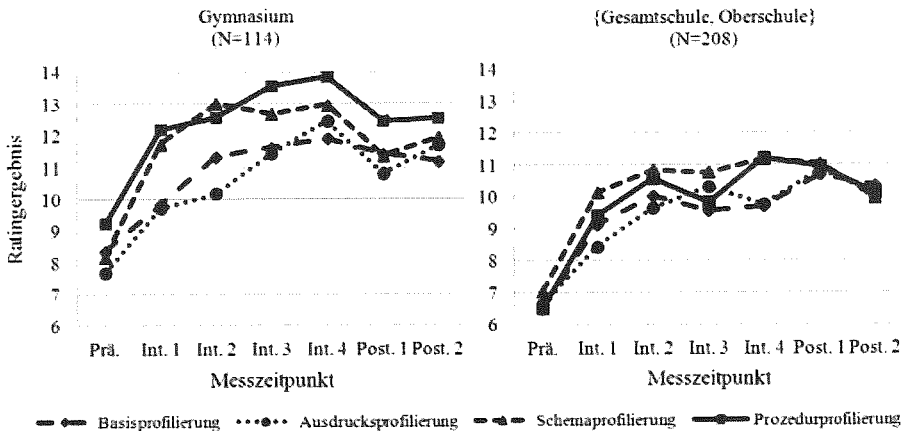 Gymnasium
(N=114)
{Gesamtschule, Oberschule}
(N=208)
Ratingergebnis
14
13
12
11
10
9
8
7
6
Prä. Int. 1 Int. 2 Int. 3 Int. 4 Post. 1 Post. 2
Messzeitpunkt
14
13
12
11
10
9
8
7
6
Prä. Int. 1 Int. 2 Int. 3 Int. 4 Post. 1 Post. 2
Messzeitpunkt
Basisprofilierung Ausdrucksprofilierung Schemaprofilierung Prozedurprofilierung